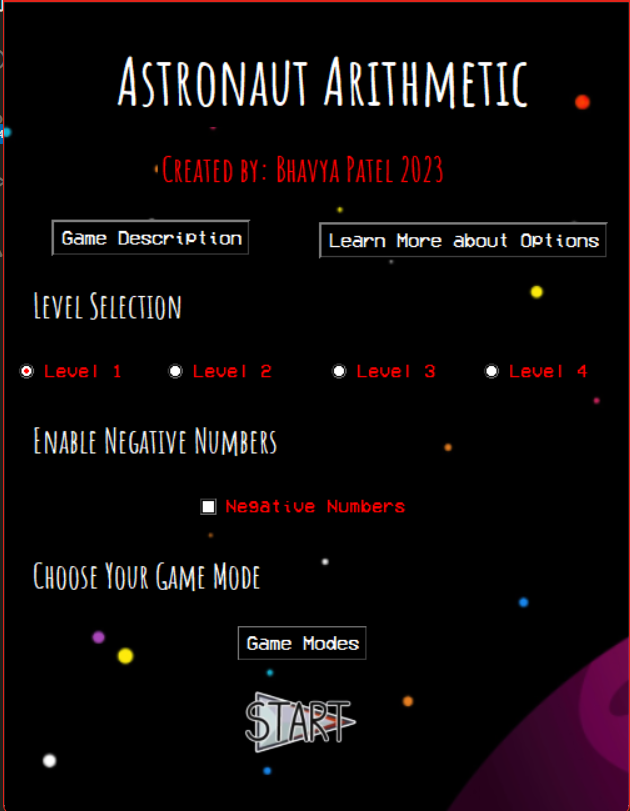 Astronaut Arithmetic
Created by: Bhavya Patel 2023
Game Description
Learn More about Options
Level Selection
Level 1
Level 2
Level 3
Level 4
Enable Negative Numbers
Negative Numbers
Choose Your Game Mode
Game Modes
START